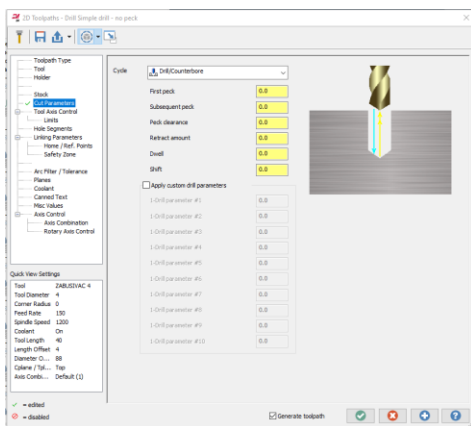 2D Toolpaths - Drill Simple drill - no peck
Toolpath Type
Tool
Holder
Stock
Cut Parameters
Tool Axis Control
Limits
Hole Segments
Linking Parameters
Home / Ref. Points
Safety Zone
Arc Filter / Tolerance
Planes
Coolant
Canned Text
Misc Values
Axis Control
Axis Combination
Rotary Axis Control
Cycle
Drill/Counterbore
First peck 0.0
Subsequent peck 0.0
Peck clearance 0.0
Retract amount 0.0
Dwell 0.0
Shift 0.0
Apply custom drill parameters
1-Drill parameter #1 0.0
1-Drill parameter #2 0.0
1-Drill parameter #3 0.0
1-Drill parameter #4 0.0
1-Drill parameter #5 0.0
1-Drill parameter #6 0.0
1-Drill parameter #7 0.0
1-Drill parameter #8 0.0
1-Drill parameter #9 0.0
1-Drill parameter #10 0.0
Quick View Settings
Tool ZABUSIVAC 4
Tool Diameter 4
Corner Radius 0
Feed Rate 150
Spindle Speed 1200
Coolant On
Tool Length 40
Length Offset 4
Diameter O... 88
Cplane / Tpl... Top
Axis Combi... Default (1)
= edited
= disabled
Generate toolpath